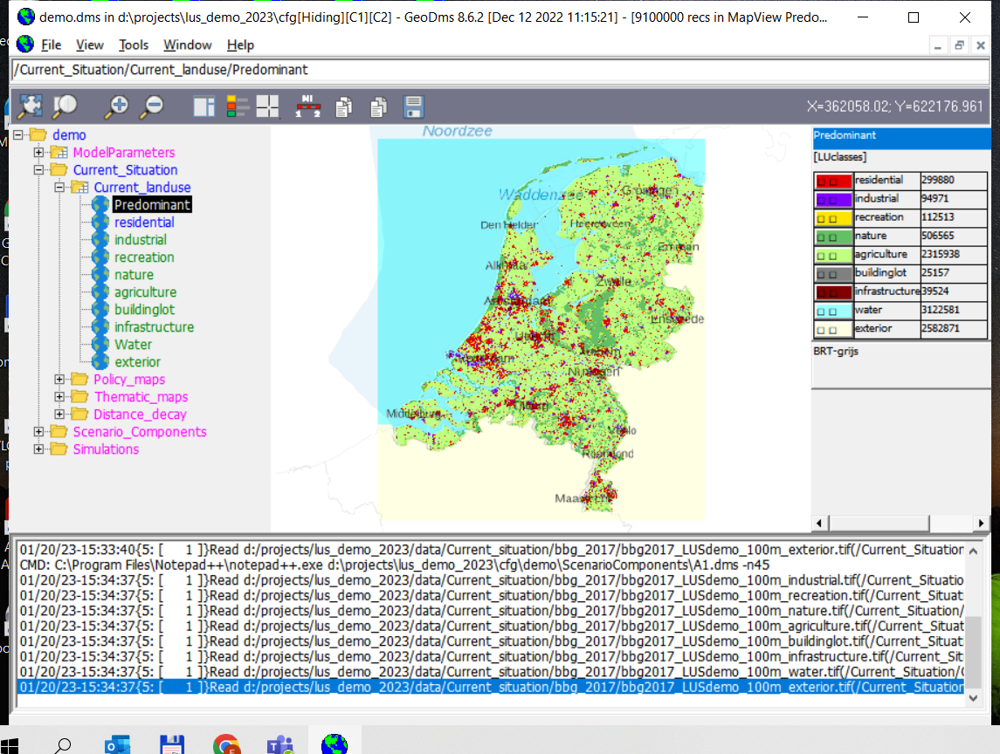 demo.dms in d:\projects\lus_demo_2023\cfg[Hiding][C1][C2] - GeoDms 8.6.2 [Dec 12 2022 11:15:21] - [9100000 recs in MapView Predo...
File View Tools Window Help
/Current_Situation/Current_landuse/Predominant
X=362058.02; Y=622176.961
demo
ModelParameters
Current_Situation
Current_landuse
Predominant
residential
industrial
recreation
nature
agriculture
buildinglot
infrastructure
Water
exterior
Policy_maps
Thematic_maps
Distance_decay
Scenario_Components
Simulations
Noordzee
Waddenzee
Groningen
Den Helder
Heerenveen
Emmen
Alkmaar
Zwolle
Amsterdam
Enschede
Utrecht
Arnhem
Rotterdam
Nijmegen
Tilburg
Middelburg
Venlo
Roermond
Maastricht
Predominant
[LUclasses]
residential 299880
industrial 94971
recreation 112513
nature 506565
agriculture 2315938
buildinglot 25157
infrastructure 39524
water 3122581
exterior 2582871
BRT-grijs
01/20/23-15:33:40{5: [ 1 ]}Read d:/projects/lus_demo_2023/data/Current_situation/bbg_2017/bbg2017_LUSdemo_100m_exterior.tif(/Current_Situation
CMD: C:\Program Files\Notepad++\notepad++.exe d:\projects\lus_demo_2023\cfg\demo\ScenarioComponents\A1.dms -n45
01/20/23-15:34:37{5: [ 1 ]}Read d:/projects/lus_demo_2023/data/Current_situation/bbg_2017/bbg2017_LUSdemo_100m_industrial.tif(/Current_Situatio
01/20/23-15:34:37{5: [ 1 ]}Read d:/projects/lus_demo_2023/data/Current_situation/bbg_2017/bbg2017_LUSdemo_100m_recreation.tif(/Current_Situati
01/20/23-15:34:37{5: [ 1 ]}Read d:/projects/lus_demo_2023/data/Current_situation/bbg_2017/bbg2017_LUSdemo_100m_nature.tif(/Current_Situation/
01/20/23-15:34:37{5: [ 1 ]}Read d:/projects/lus_demo_2023/data/Current_situation/bbg_2017/bbg2017_LUSdemo_100m_agriculture.tif(/Current_Situat
01/20/23-15:34:37{5: [ 1 ]}Read d:/projects/lus_demo_2023/data/Current_situation/bbg_2017/bbg2017_LUSdemo_100m_buildinglot.tif(/Current_Situati
01/20/23-15:34:37{5: [ 1 ]}Read d:/projects/lus_demo_2023/data/Current_situation/bbg_2017/bbg2017_LUSdemo_100m_infrastructure.tif(/Current_Sit
01/20/23-15:34:37{5: [ 1 ]}Read d:/projects/lus_demo_2023/data/Current_situation/bbg_2017/bbg2017_LUSdemo_100m_water.tif(/Current_Situation/C
01/20/23-15:34:37{5: [ 1 ]}Read d:/projects/lus_demo_2023/data/Current_situation/bbg_2017/bbg2017_LUSdemo_100m_exterior.tif(/Current_Situation